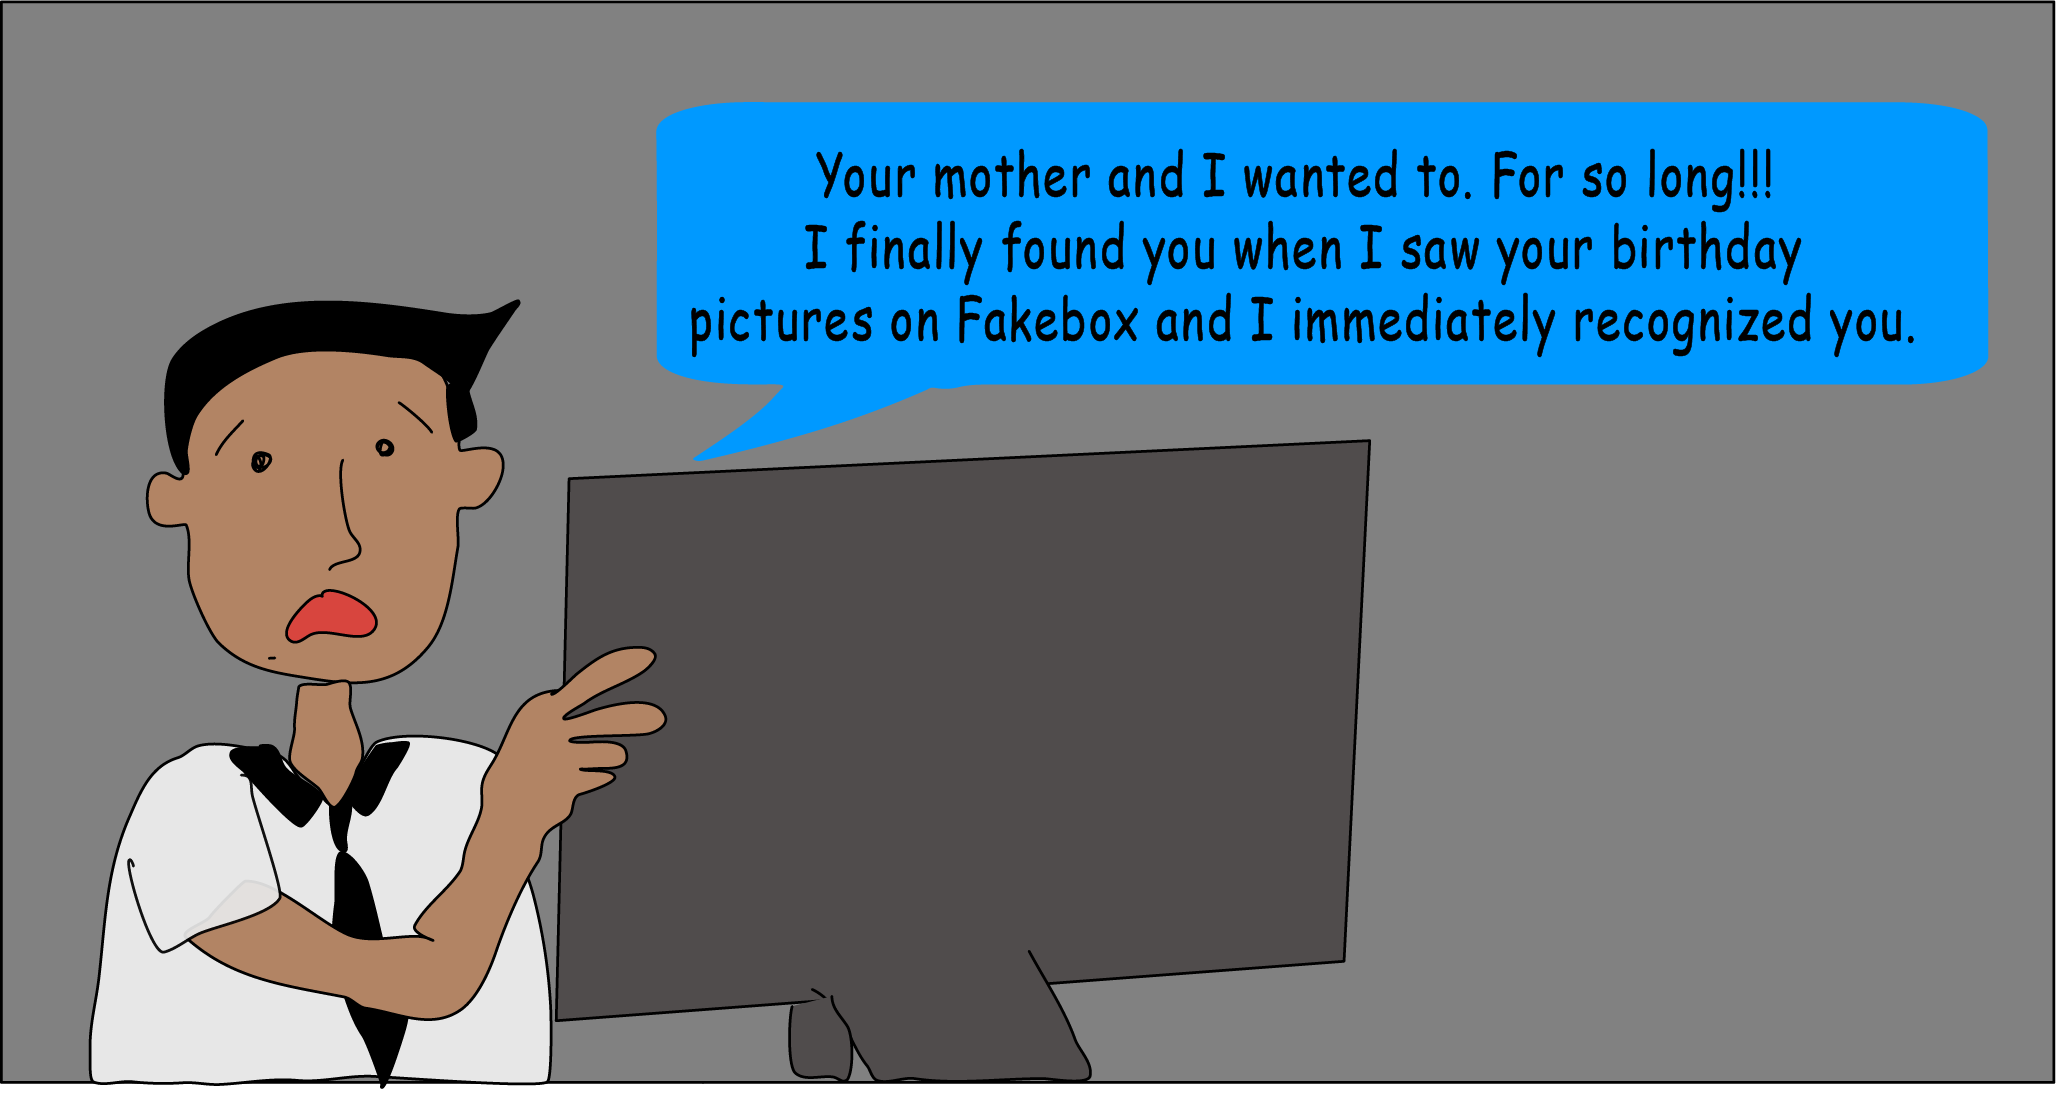 Your mother and I wanted to. For so long!!!
I finally found you when I saw your birthday
pictures on Fakebox and I immediately recognized you.